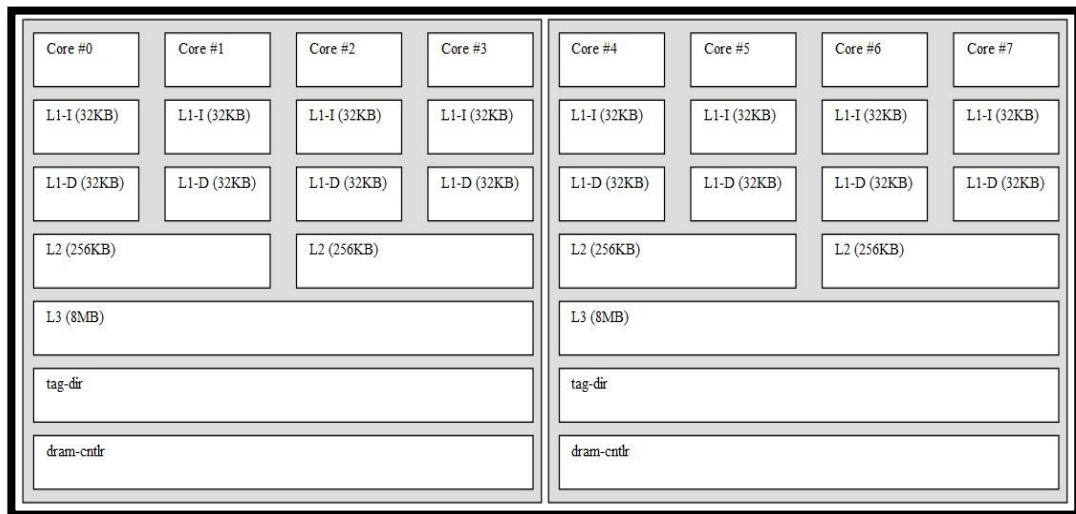 Core #0
Core #1
Core #2
Core #3
Core #4
Core #5
Core #6
Core #7
L1-I (32KB)
L1-I (32KB)
L1-I (32KB)
L1-I (32KB)
L1-I (32KB)
L1-I (32KB)
L1-I (32KB)
L1-I (32KB)
L1-D (32KB)
L1-D (32KB)
L1-D (32KB)
L1-D (32KB)
L1-D (32KB)
L1-D (32KB)
L1-D (32KB)
L1-D (32KB)
L2 (256KB)
L2 (256KB)
L2 (256KB)
L2 (256KB)
L3 (8MB)
L3 (8MB)
tag-dir
tag-dir
dram-cntlr
dram-cntlr